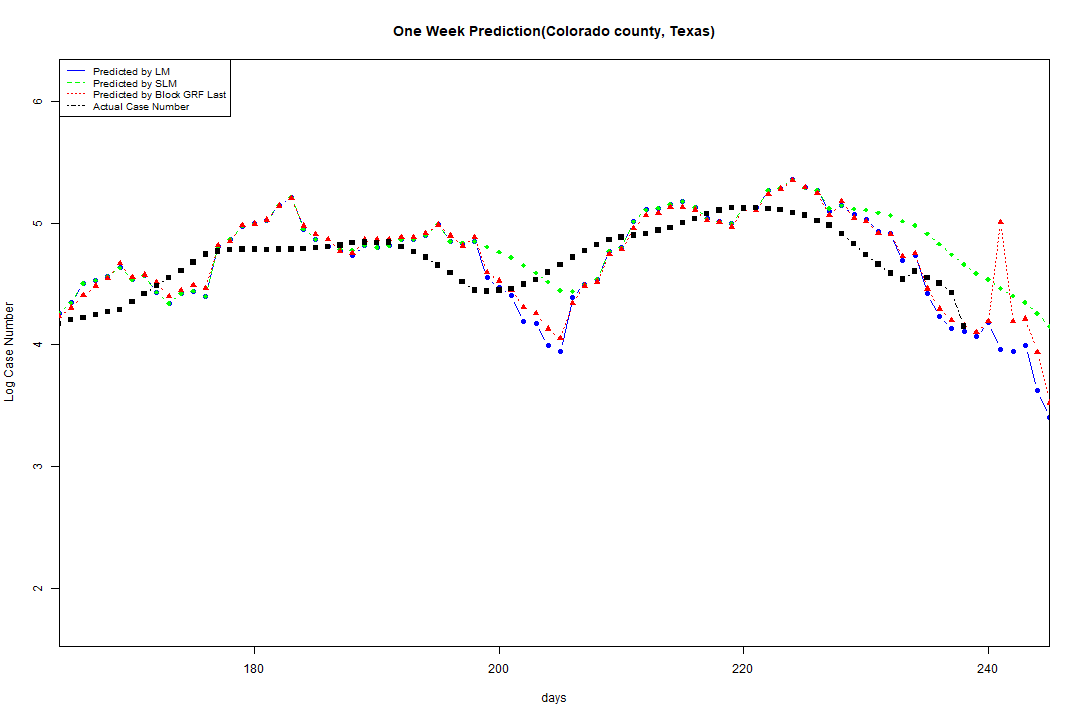 One Week Prediction(Colorado county, Texas)
Predicted by LM
Predicted by SLM
Predicted by Block GRF Last
Actual Case Number
6
5
4
3
2
Log Case Number
180 200 220 240
days